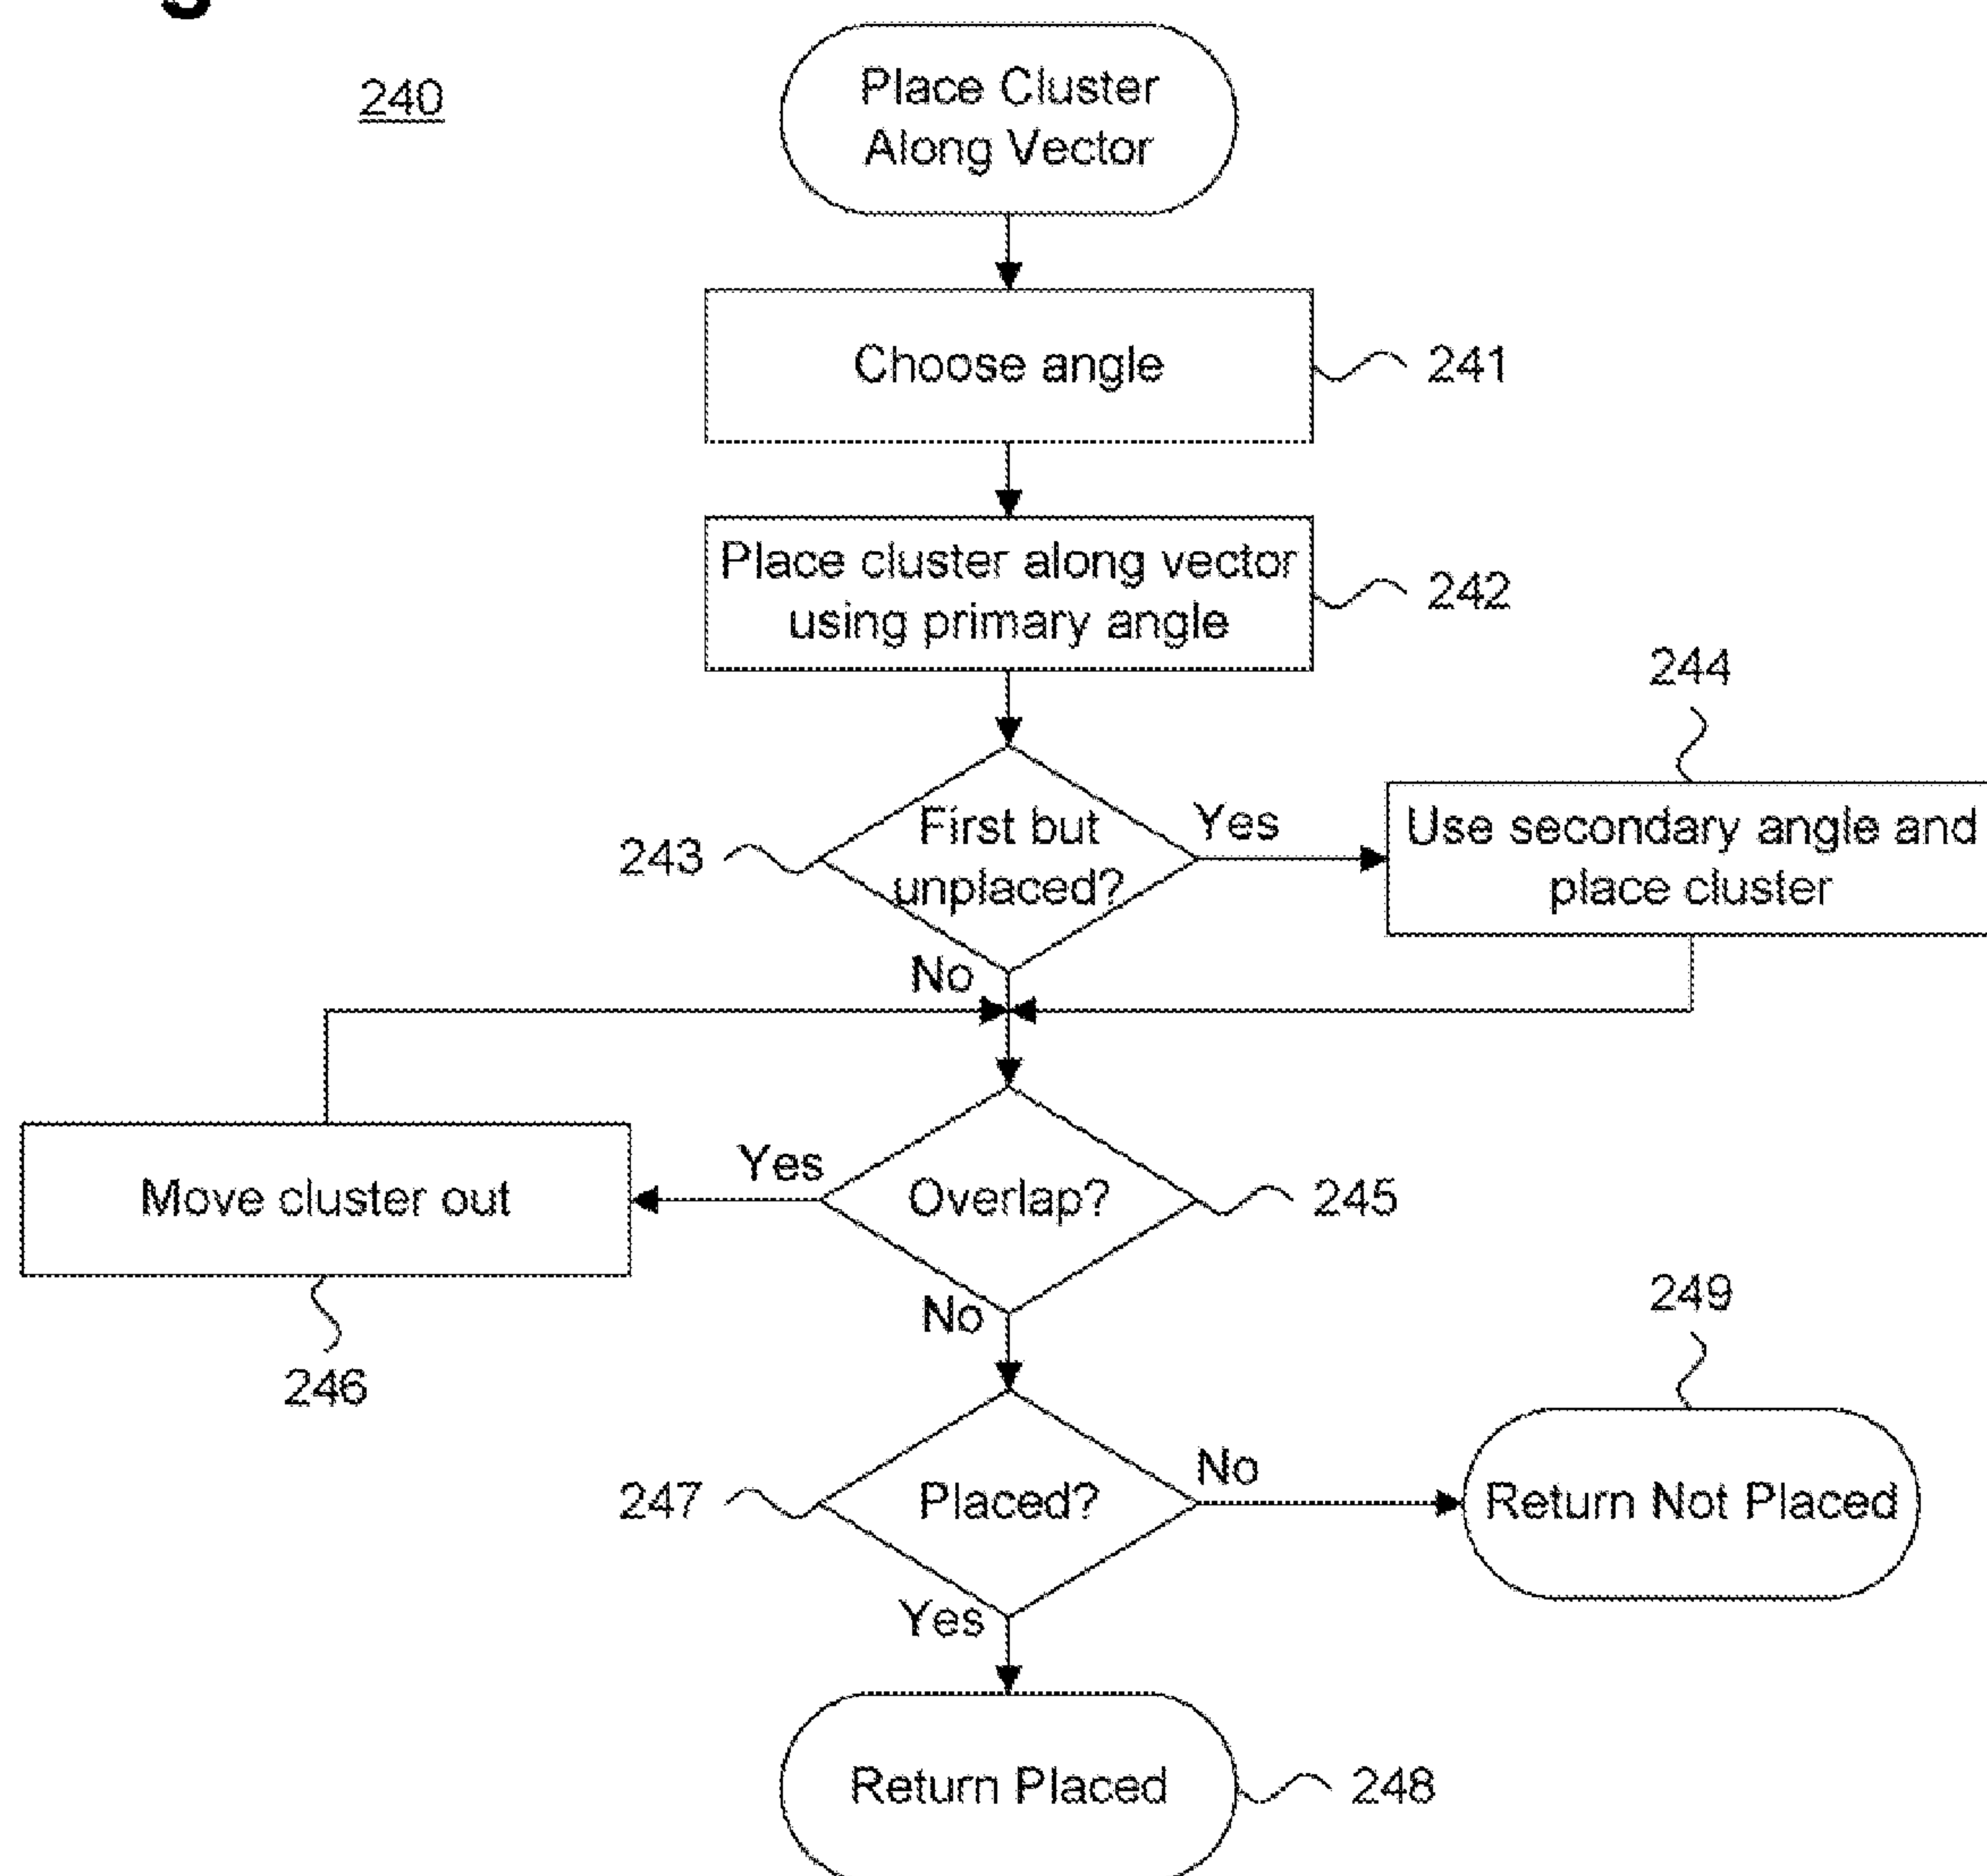 240
Place Cluster
Along Vector
Choose angle
241
Place cluster along vector
using primary angle
242
244
First but
unplaced?
243
Yes
Use secondary angle and
place cluster
No
Move cluster out
Yes
Overlap?
245
246
No
249
247
Placed?
No
Return Not Placed
Yes
Return Placed
248